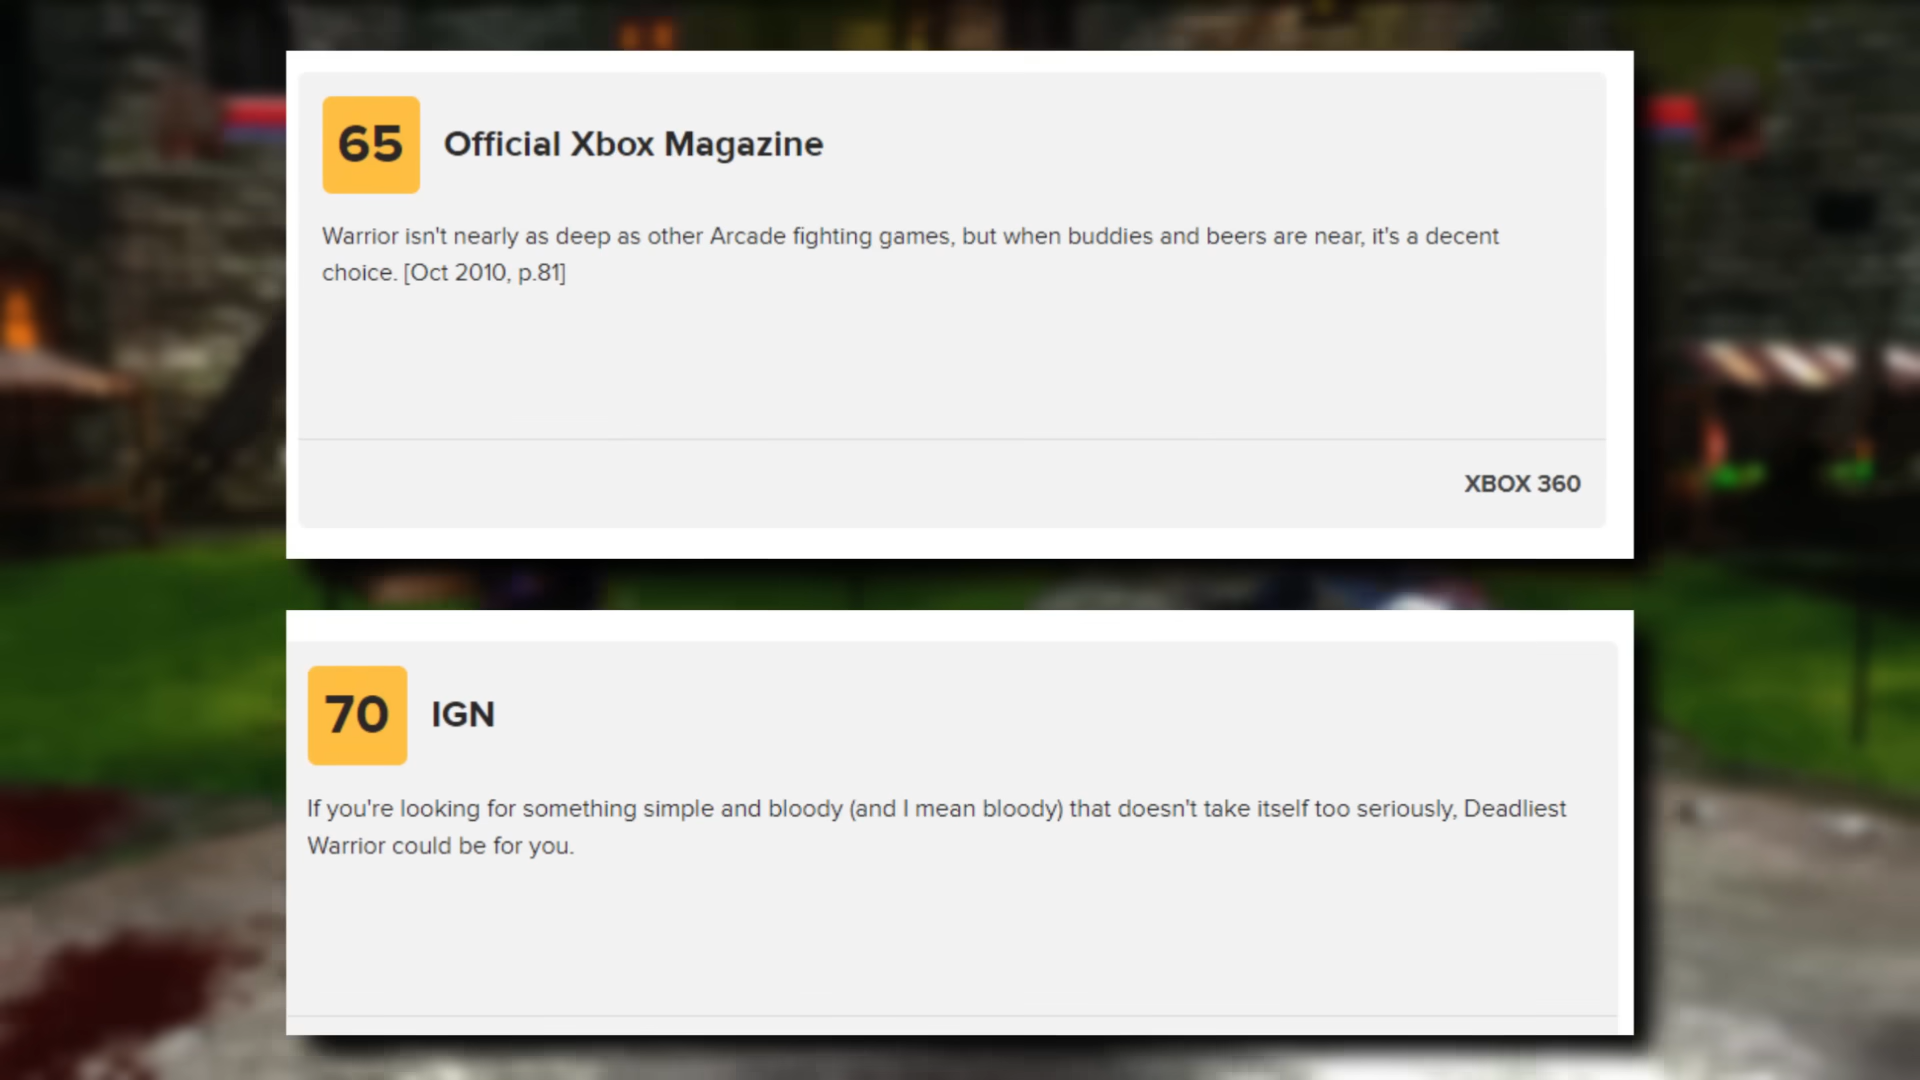 65
Official Xbox Magazine
Warrior isn't nearly as deep as other Arcade fighting games, but when buddies and beers are near, it's a decent
choice. [Oct 2010, p.81]
XBOX 360
70
IGN
If you're looking for something simple and bloody (and I mean bloody) that doesn't take itself too seriously, Deadliest
Warrior could be for you.